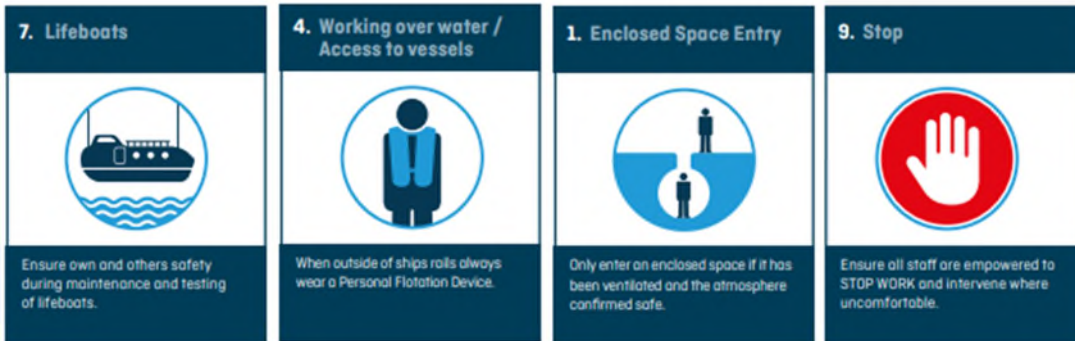 7. Lifeboats
Ensure own and others safety
during maintenance and testing
of lifeboats.
4. Working over water /
Access to vessels
When outside of ships rails always
wear a Personal Flotation Device.
1. Enclosed Space Entry
Only enter an enclosed space if it has
been ventilated and the atmosphere
confirmed safe.
9. Stop
Ensure all staff are empowered to
STOP WORK and intervene where
uncomfortable.